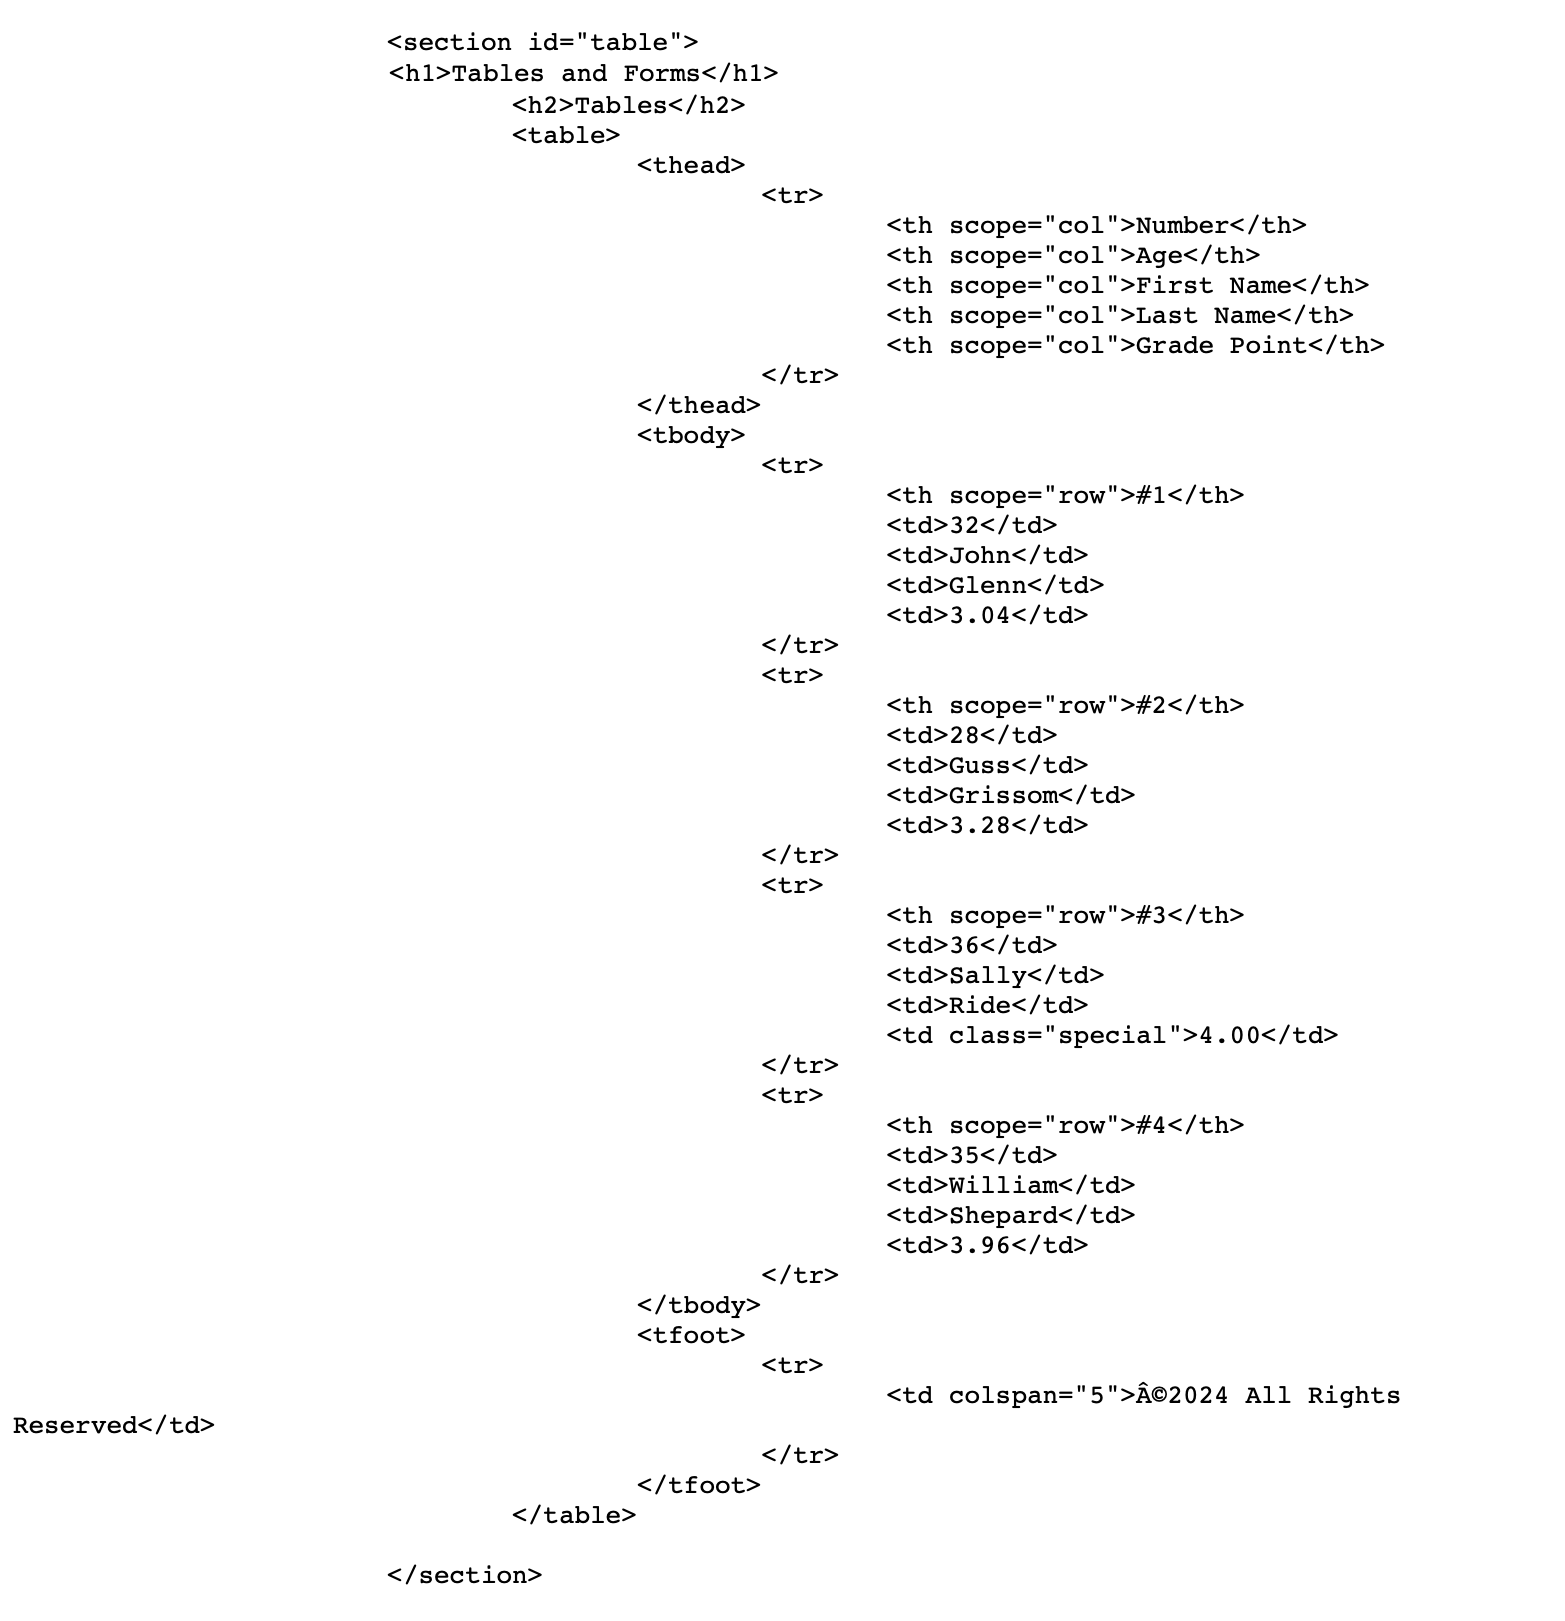 <section id="table">
<h1>Tables and Forms</h1>
<h2>Tables</h2>
<table>
<thead>
<tr>
<th scope="col">Number</th>
<th scope="col">Age</th>
<th scope="col">First Name</th>
<th scope="col">Last Name</th>
<th scope="col">Grade Point</th>
</tr>
</thead>
<tbody>
<tr>
<th scope="row">#1</th>
<td>32</td>
<td>John</td>
<td>Glenn</td>
<td>3.04</td>
</tr>
<tr>
<th scope="row">#2</th>
<td>28</td>
<td>Guss</td>
<td>Grissom</td>
<td>3.28</td>
</tr>
<tr>
<th scope="row">#3</th>
<td>36</td>
<td>Sally</td>
<td>Ride</td>
<td class="special">4.00</td>
</tr>
<tr>
<th scope="row">#4</th>
<td>35</td>
<td>William</td>
<td>Shepard</td>
<td>3.96</td>
</tr>
</tbody>
<tfoot>
<tr>
<td colspan="5">Â©2024 All Rights
Reserved</td>
</tr>
</tfoot>
</table>
</section>